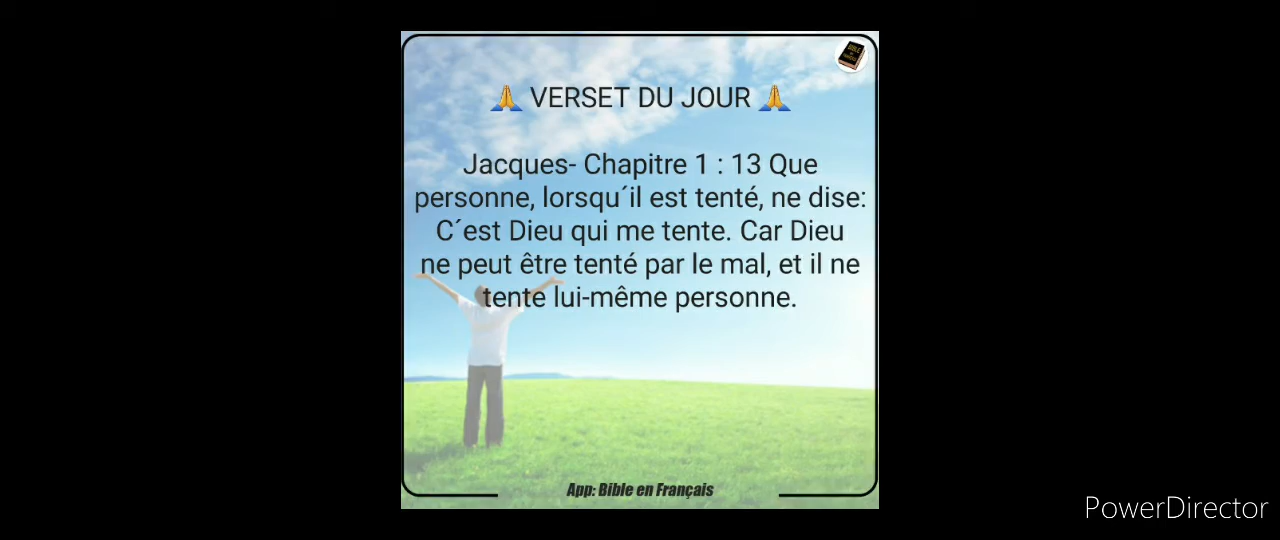 🙏 VERSET DU JOUR 🙏
Jacques- Chapitre 1 : 13 Que
personne, lorsqu´il est tenté, ne dise:
C´est Dieu qui me tente. Car Dieu
ne peut être tenté par le mal, et il ne
tente lui-même personne.
App: Bible en Français
PowerDirector